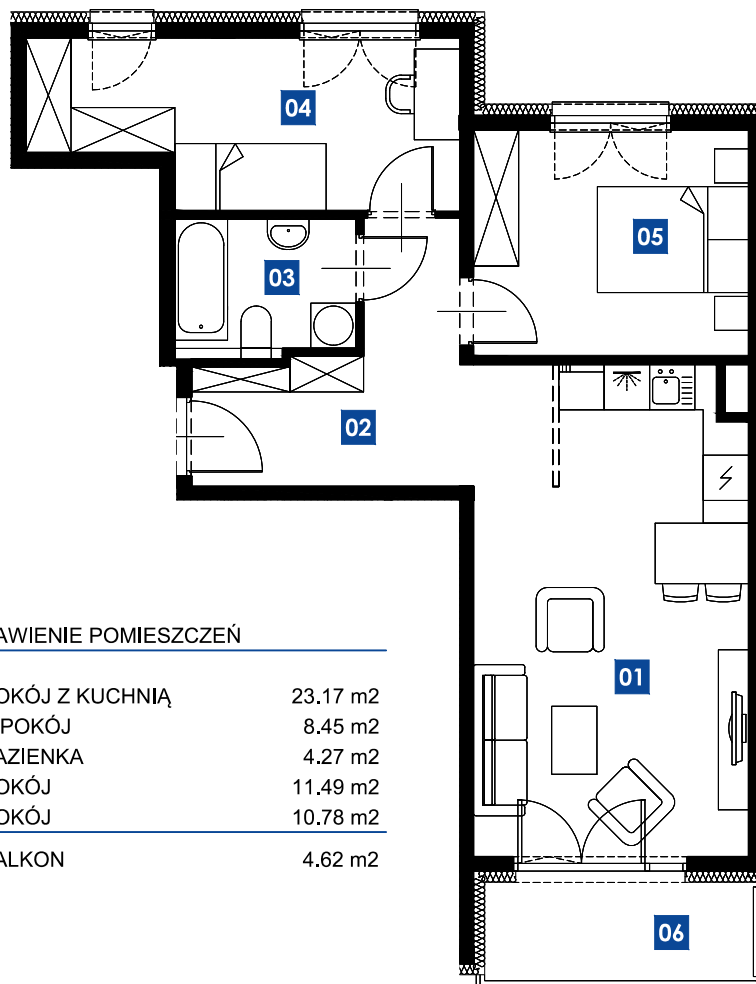 04
05
03
02
AWIENIE POMIESZCZEŃ
OKÓJ Z KUCHNIĄ 23.17 m2
POKÓJ 8.45 m2
AZIENKA 4.27 m2
OKÓJ 11.49 m2
OKÓJ 10.78 m2
ALKON 4.62 m2
01
06